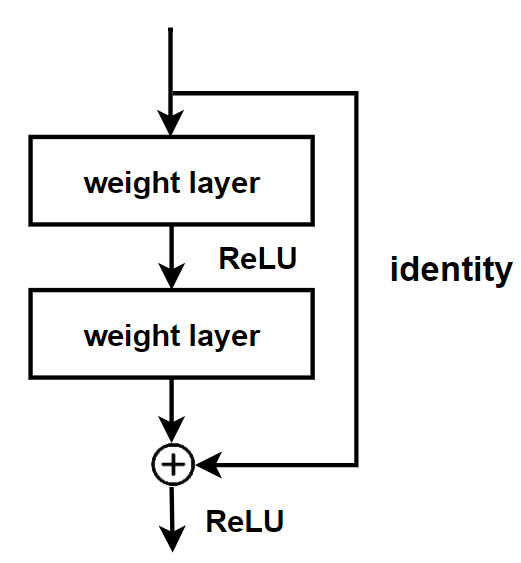 weight layer
ReLU
identity
weight layer
+
ReLU